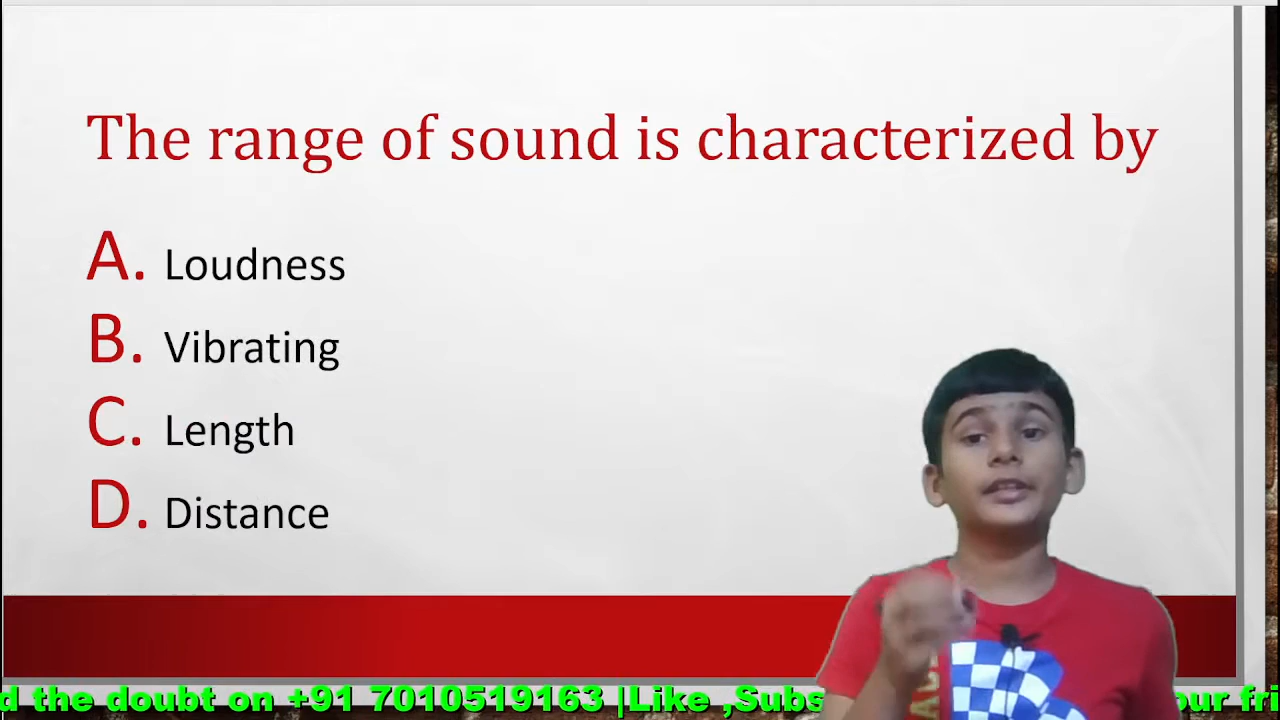 The range of sound is characterized by
A. Loudness
B. Vibrating
C. Length
D. Distance
the doubt on +91 7010519163 |Like ,Subs